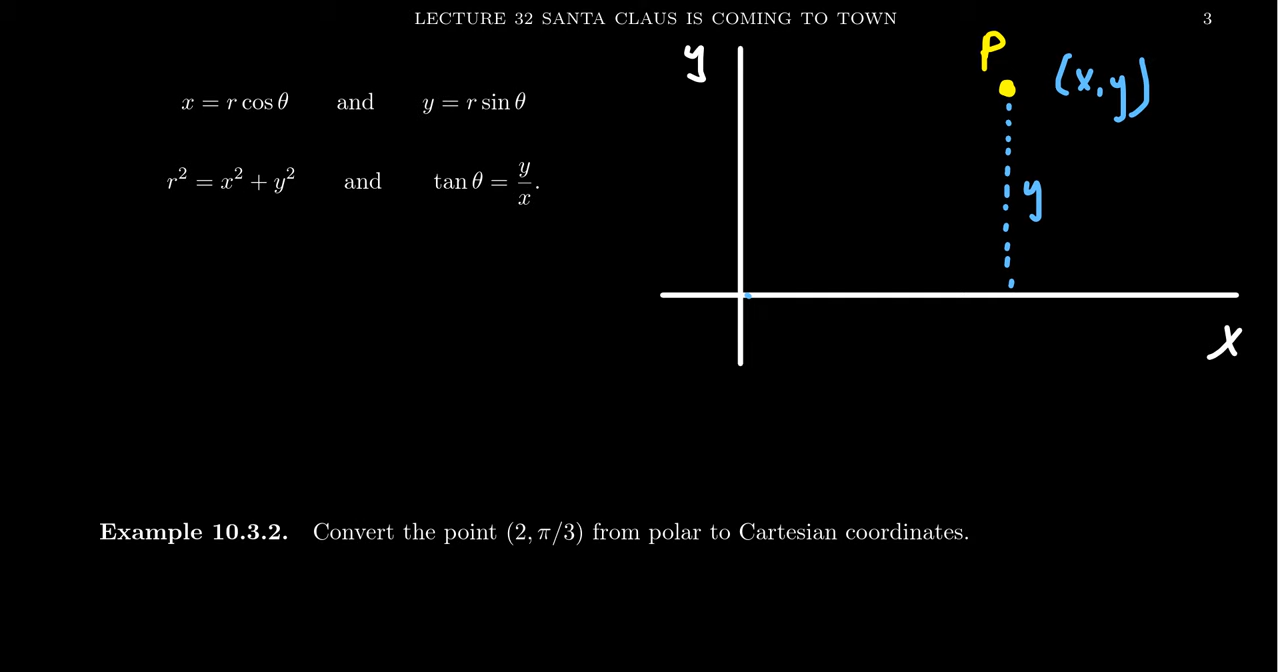 LECTURE 32 SANTA CLAUS IS COMING TO TOWN 3
y
P
(x,y)
x = r cos θ and y = r sin θ
r² = x² + y² and tan θ = y/x.
y
x
Example 10.3.2. Convert the point (2, π/3) from polar to Cartesian coordinates.